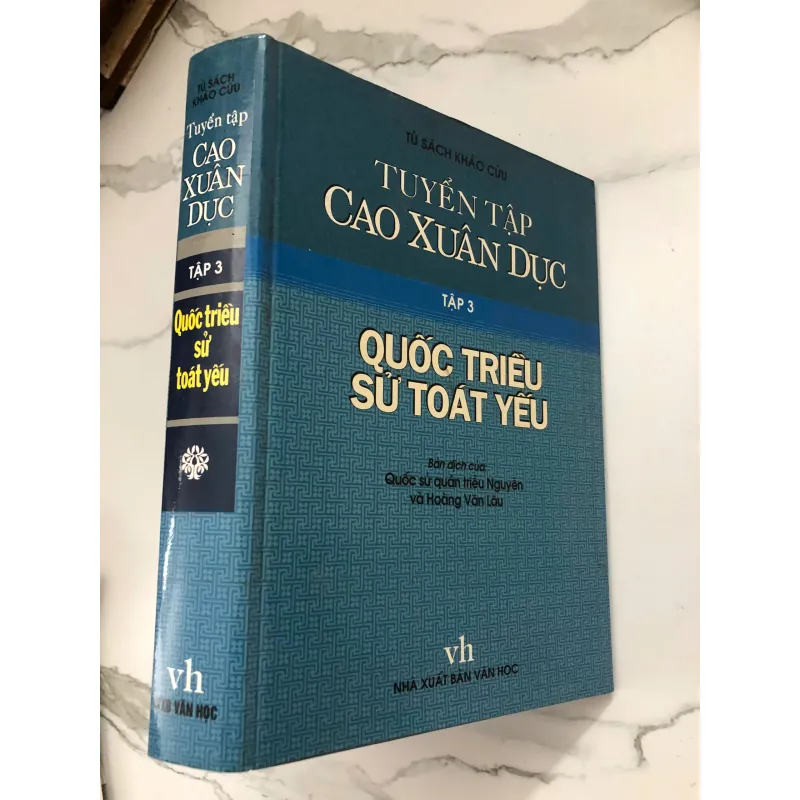 TỦ SÁCH
KHẢO CỨU
Tuyển tập
CAO
XUÂN
DỤC
TẬP 3
Quốc triều
sử
toát yếu
vh
NXB VĂN HỌC
TỦ SÁCH KHẢO CỨU
TUYỂN TẬP
CAO XUÂN DỤC
TẬP 3
QUỐC TRIỀU
SỬ TOÁT YẾU
Bản dịch của:
Quốc sử quán triều Nguyễn
và Hoàng Văn Lâu
vh
NHÀ XUẤT BẢN VĂN HỌC